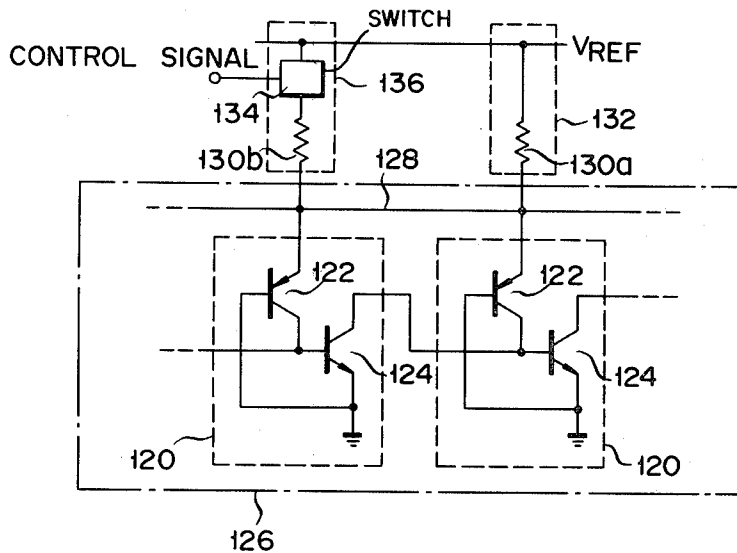 SWITCH
CONTROL SIGNAL
VREF
134
136
132
130b
130a
128
122
122
124
124
120
120
126